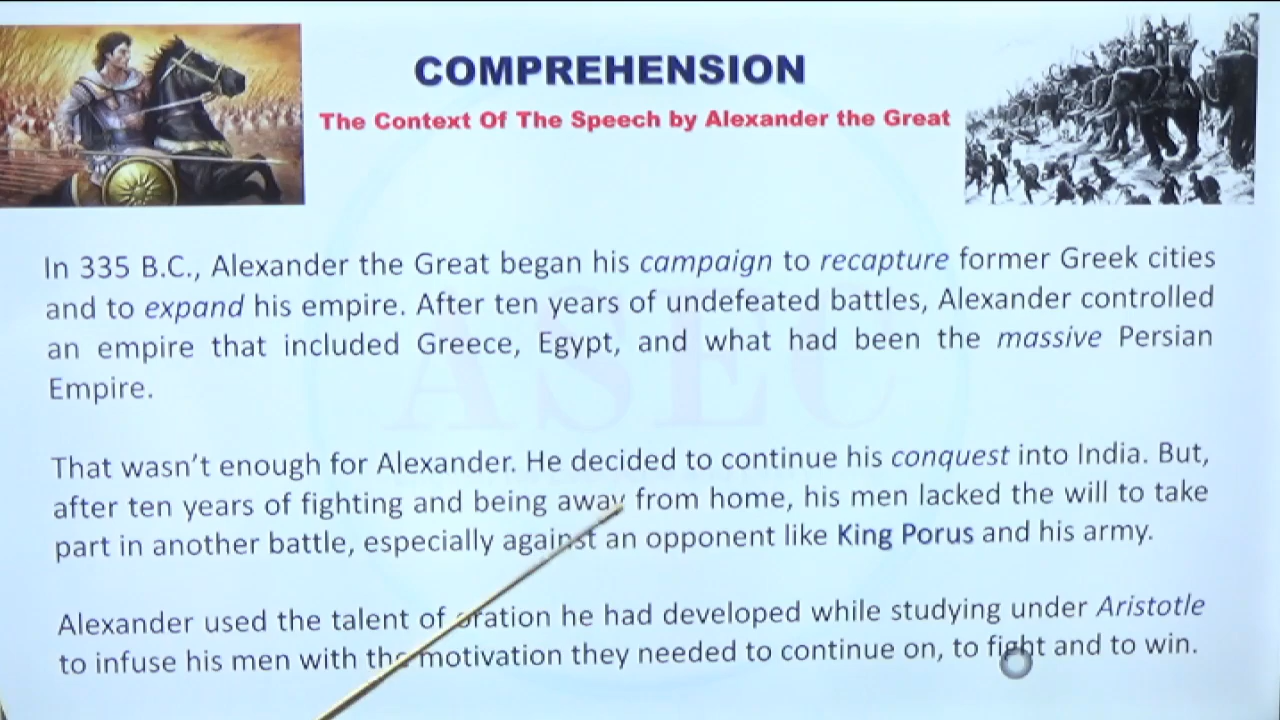 COMPREHENSION
The Context Of The Speech by Alexander the Great
In 335 B.C., Alexander the Great began his campaign to recapture former Greek cities
and to expand his empire. After ten years of undefeated battles, Alexander controlled
an empire that included Greece, Egypt, and what had been the massive Persian
Empire.
ASEC
That wasn't enough for Alexander. He decided to continue his conquest into India. But,
after ten years of fighting and being away from home, his men lacked the will to take
part in another battle, especially against an opponent like King Porus and his army.
Alexander used the talent of oration he had developed while studying under Aristotle
to infuse his men with the motivation they needed to continue on, to fight and to win.